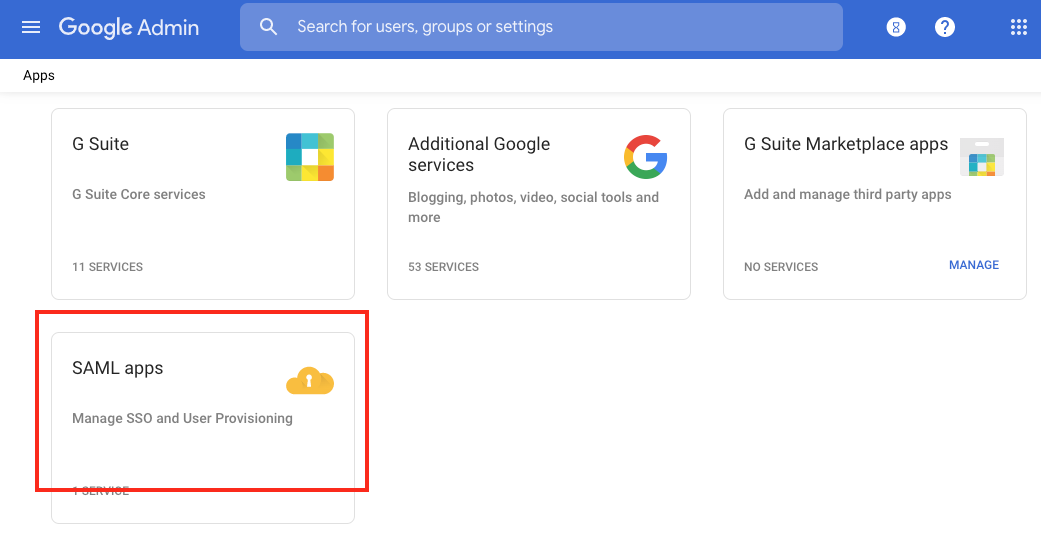 Google Admin
Search for users, groups or settings
Apps
G Suite
G Suite Core services
11 SERVICES
Additional Google
services
Blogging, photos, video, social tools and
more
53 SERVICES
G Suite Marketplace apps
Add and manage third party apps
NO SERVICES
MANAGE
SAML apps
Manage SSO and User Provisioning
1 SERVICE